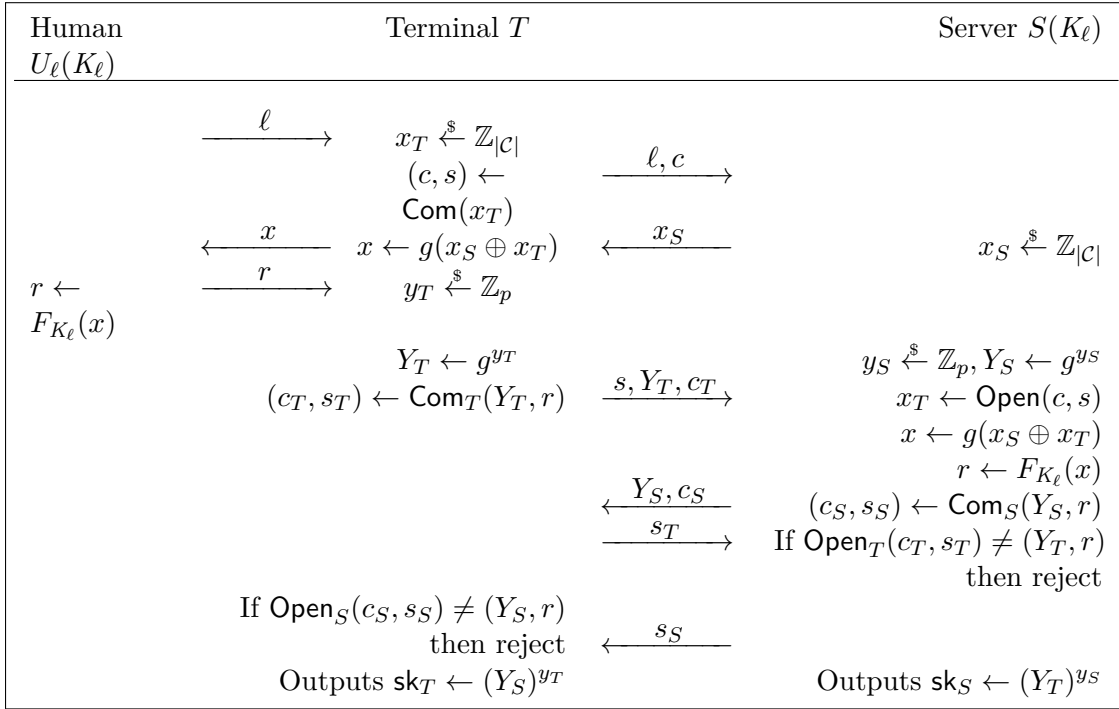 Human Terminal T Server S(K_ℓ)
U_ℓ(K_ℓ)
ℓ x_T ←$ ℤ_|𝒞|
(c, s) ← ℓ, c
Com(x_T)
x x ← g(x_S ⊕ x_T) x_S x_S ←$ ℤ_|𝒞|
r ← r y_T ←$ ℤ_p
F_{K_ℓ}(x)
Y_T ← g^{y_T} y_S ←$ ℤ_p, Y_S ← g^{y_S}
(c_T, s_T) ← Com_T(Y_T, r) s, Y_T, c_T x_T ← Open(c, s)
x ← g(x_S ⊕ x_T)
r ← F_{K_ℓ}(x)
Y_S, c_S (c_S, s_S) ← Com_S(Y_S, r)
s_T If Open_T(c_T, s_T) ≠ (Y_T, r)
then reject
If Open_S(c_S, s_S) ≠ (Y_S, r)
then reject s_S
Outputs sk_T ← (Y_S)^{y_T} Outputs sk_S ← (Y_T)^{y_S}